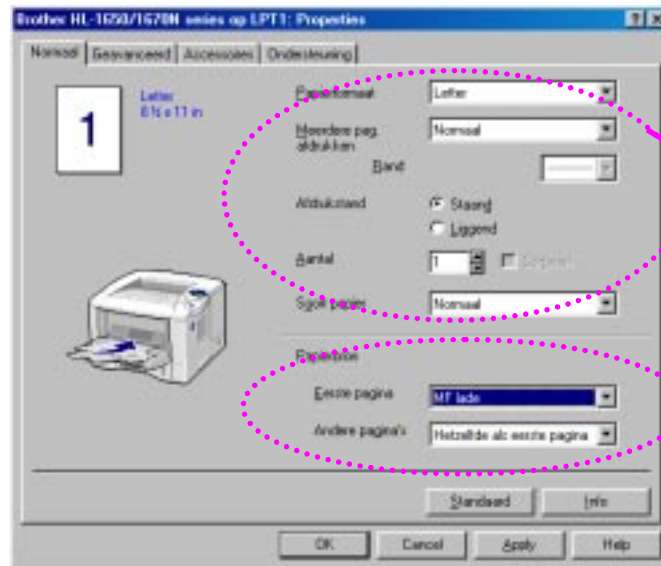 Brother HL-1650/1670N series op LPT1: Properties
Normaal Geavanceerd Accessoires Ondersteuning
1
Letter
8½ x 11 in
Papierformaat Letter
Meerdere pag. afdrukken Normaal
Rand
Afdrukstand Staand
Liggend
Aantal 1
Soort papier Normaal
Papierbron
Eerste pagina MF lade
Andere pagina's Hetzelfde als eerste pagina
Standaard Info
OK Cancel Apply Help